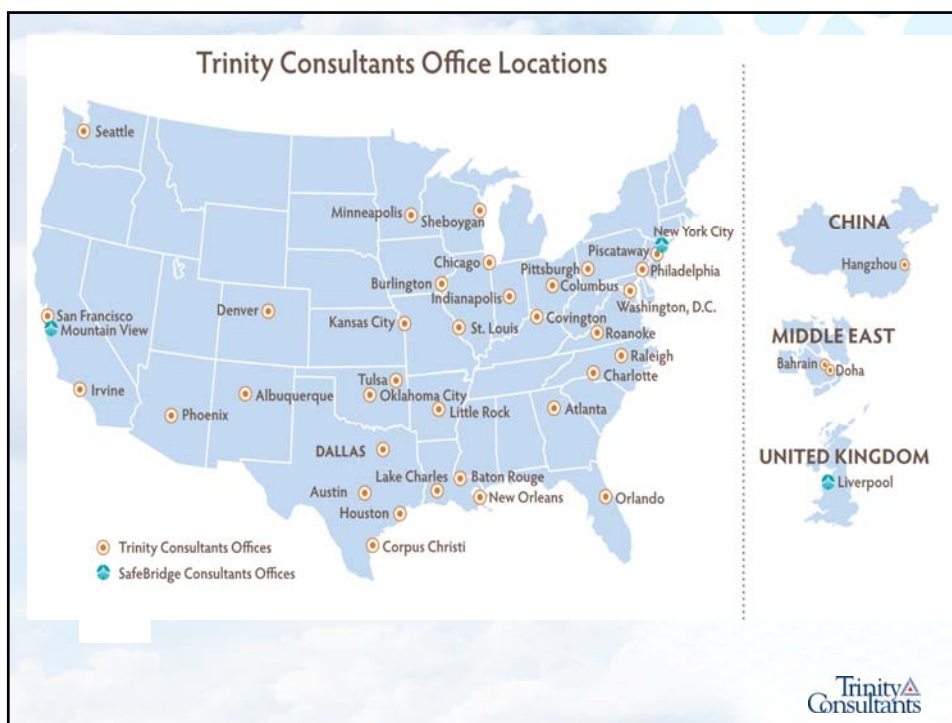 Trinity Consultants Office Locations
Seattle
Minneapolis
Sheboygan
New York City
Chicago
Pittsburgh
Piscataway
Philadelphia
Burlington
Indianapolis
Columbus
Washington, D.C.
San Francisco
Mountain View
Denver
Kansas City
St. Louis
Covington
Roanoke
Raleigh
Charlotte
Irvine
Phoenix
Albuquerque
Tulsa
Oklahoma City
Little Rock
Atlanta
DALLAS
Lake Charles
Baton Rouge
Austin
New Orleans
Orlando
Houston
Corpus Christi
Trinity Consultants Offices
SafeBridge Consultants Offices
CHINA
Hangzhou
MIDDLE EAST
Bahrain
Doha
UNITED KINGDOM
Liverpool
Trinity
Consultants